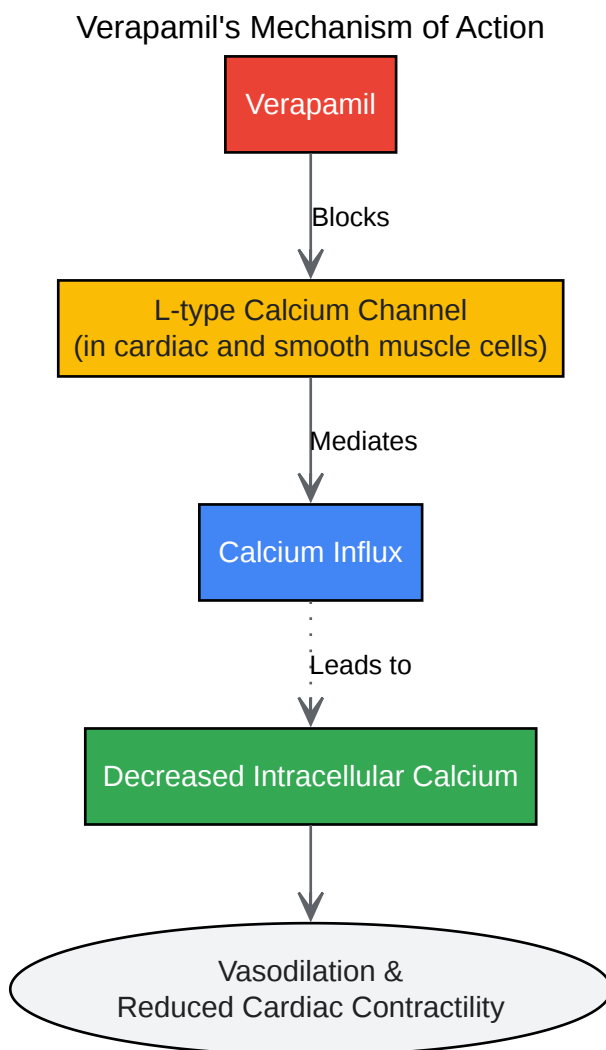 Verapamil's Mechanism of Action
Verapamil
Blocks
L-type Calcium Channel
(in cardiac and smooth muscle cells)
Mediates
Calcium Influx
Leads to
Decreased Intracellular Calcium
Vasodilation &
Reduced Cardiac Contractility